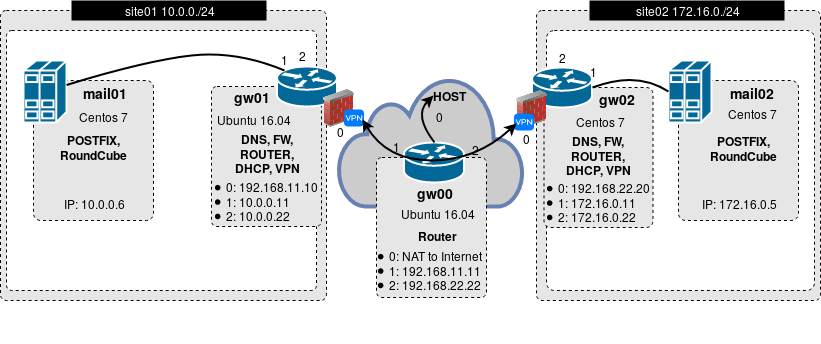 site01 10.0.0./24
mail01
Centos 7
POSTFIX,
RoundCube
IP: 10.0.0.6
1
2
gw01
Ubuntu 16.04
DNS, FW,
ROUTER,
DHCP, VPN
0: 192.168.11.10
1: 10.0.0.11
2: 10.0.0.22
VPN
0
HOST
0
1
2
gw00
Ubuntu 16.04
Router
0: NAT to Internet
1: 192.168.11.11
2: 192.168.22.22
site02 172.16.0./24
2
1
VPN
0
gw02
Centos 7
DNS, FW,
ROUTER,
DHCP, VPN
0: 192.168.22.20
1: 172.16.0.11
2: 172.16.0.22
mail02
Centos 7
POSTFIX,
RoundCube
IP: 172.16.0.5